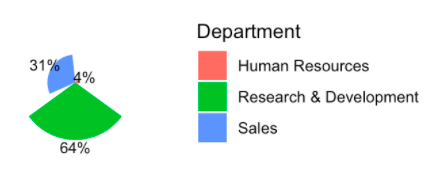 Department
31%
4%
Human Resources
Research & Development
Sales
64%